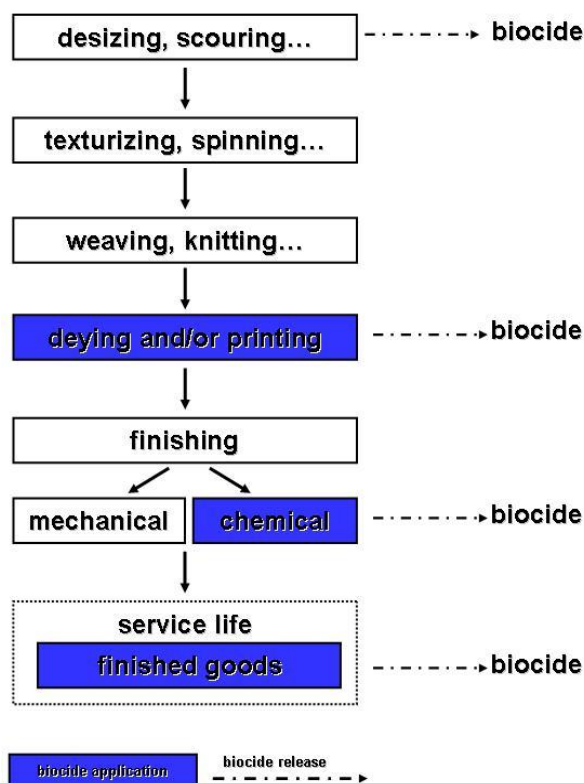 desizing, scouring… biocide
texturizing, spinning…
weaving, knitting…
deying and/or printing biocide
finishing
mechanical chemical biocide
service life
finished goods biocide
biocide application biocide release